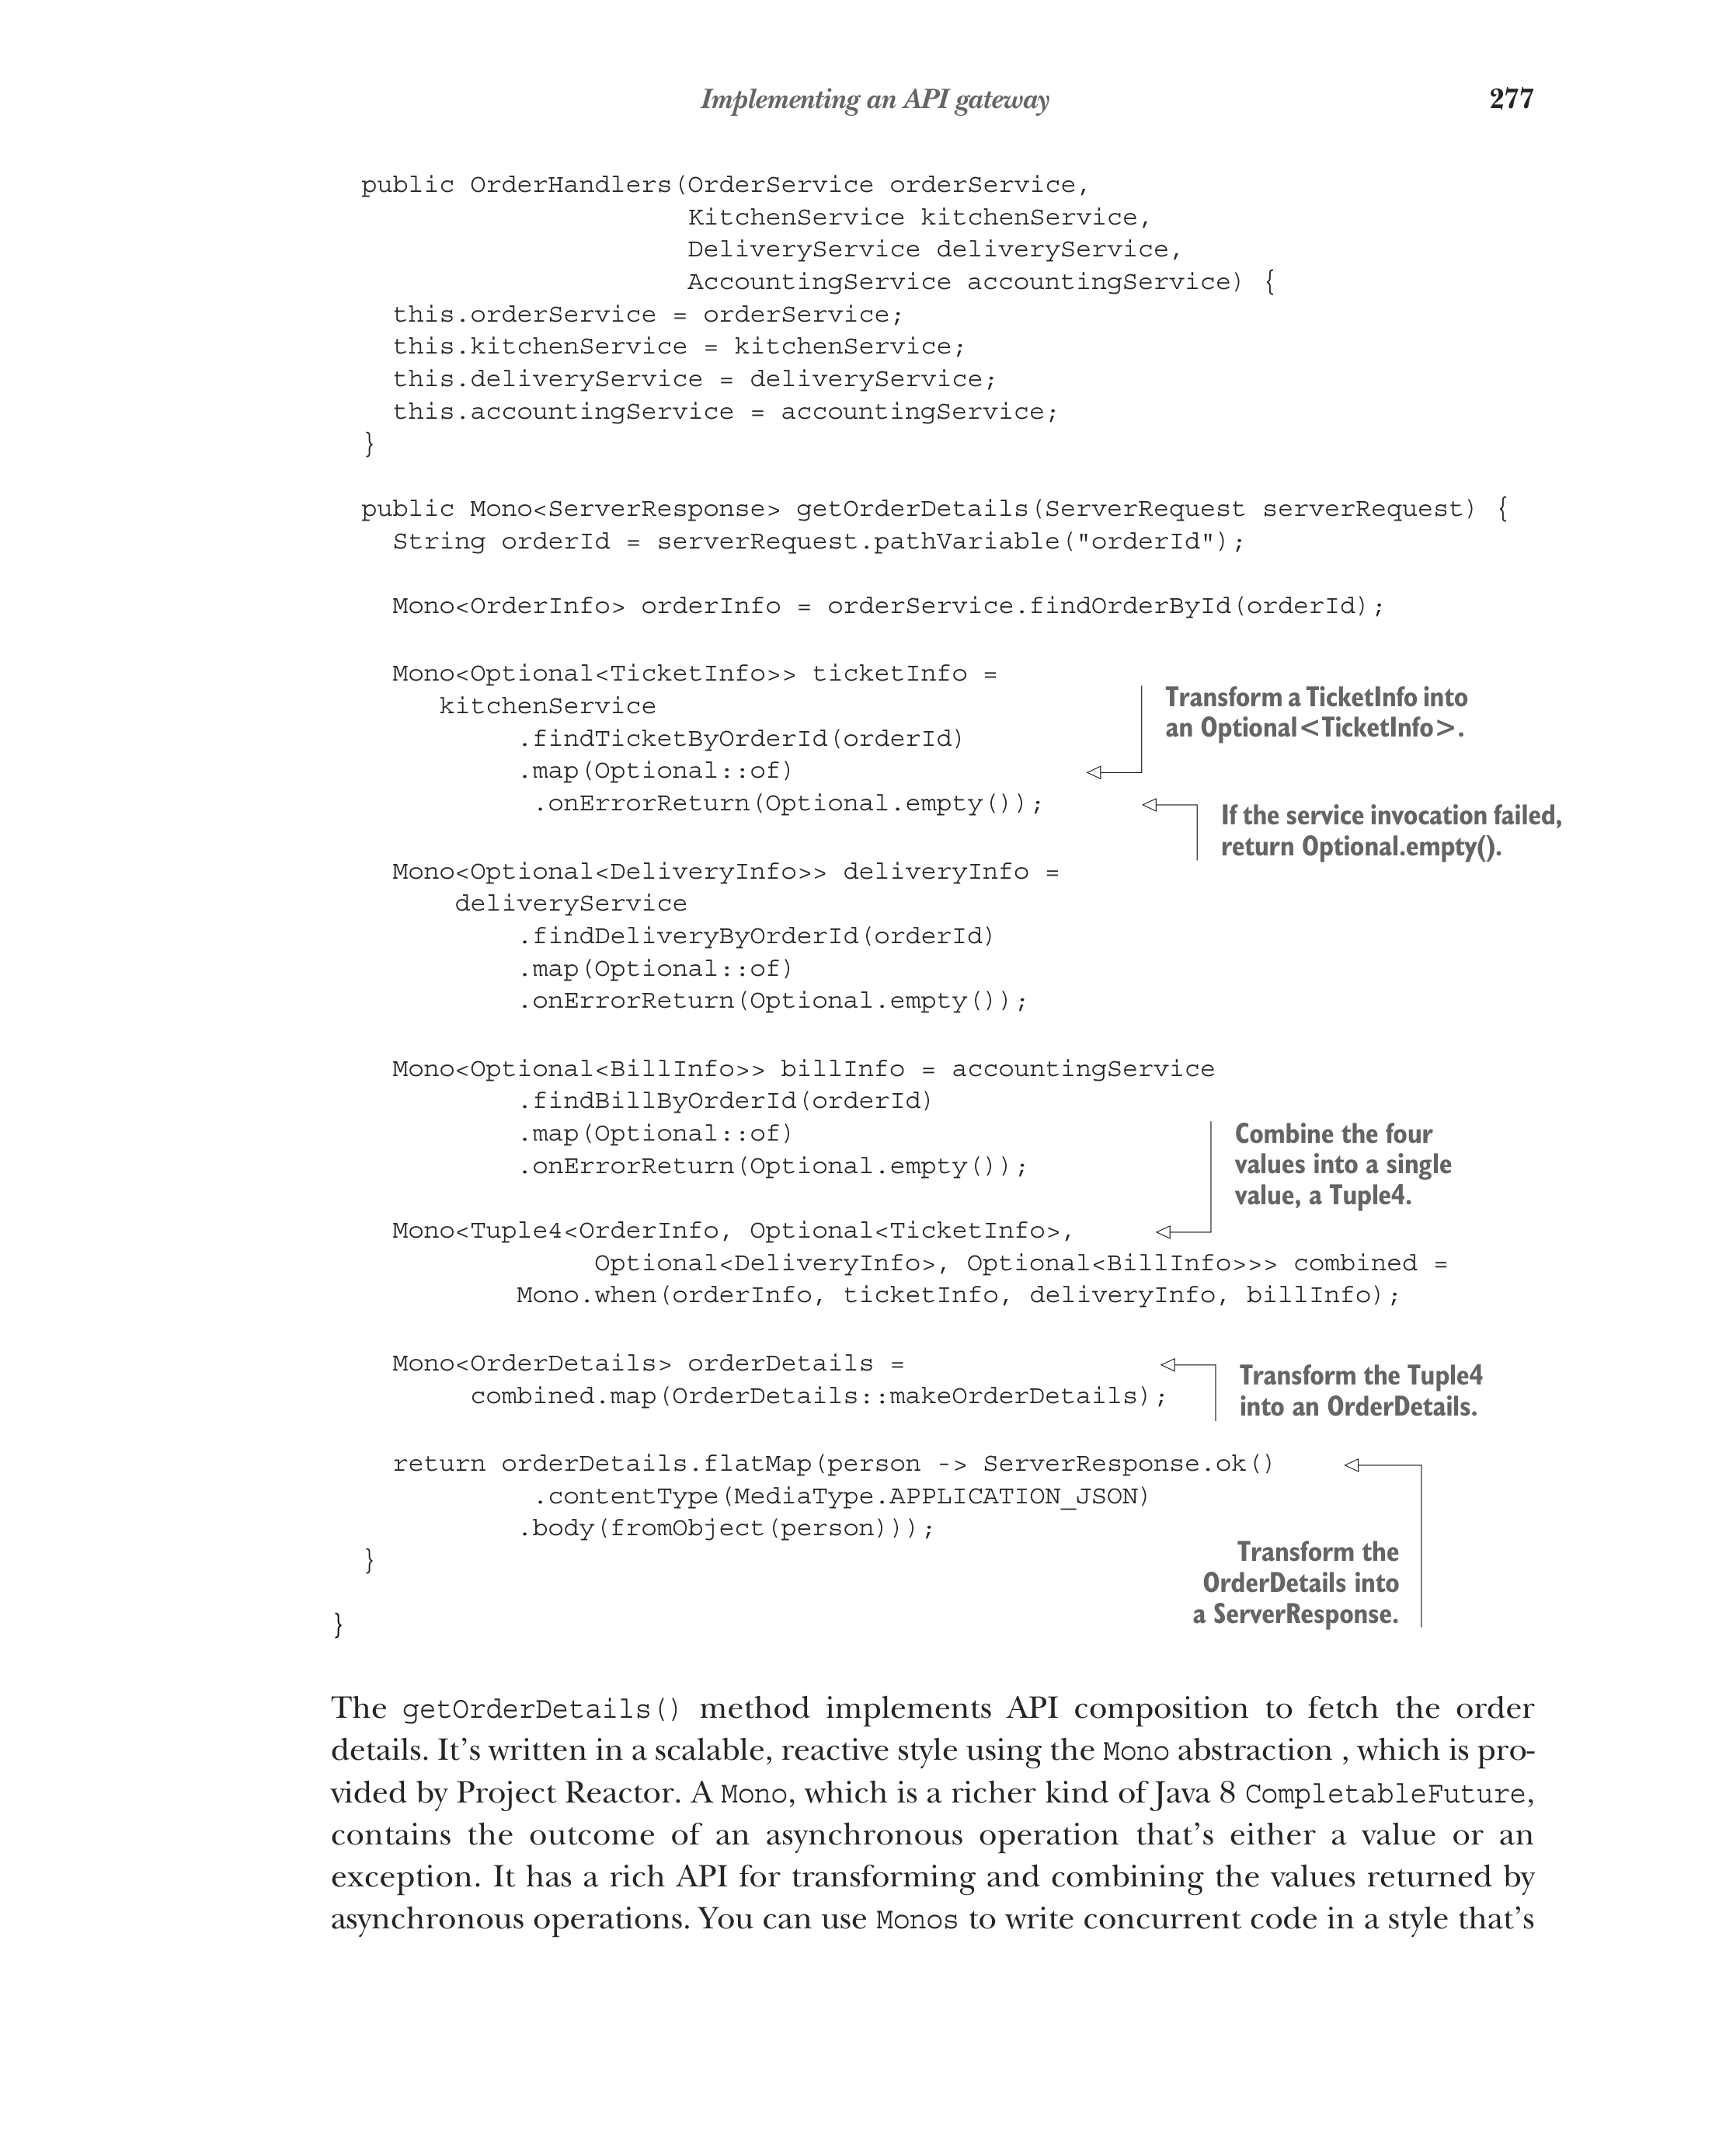 Implementing an API gateway 277
public OrderHandlers(OrderService orderService,
KitchenService kitchenService,
DeliveryService deliveryService,
AccountingService accountingService) {
this.orderService = orderService;
this.kitchenService = kitchenService;
this.deliveryService = deliveryService;
this.accountingService = accountingService;
}
public Mono<ServerResponse> getOrderDetails(ServerRequest serverRequest) {
String orderId = serverRequest.pathVariable("orderId");
Mono<OrderInfo> orderInfo = orderService.findOrderById(orderId);
Mono<Optional<TicketInfo>> ticketInfo =
kitchenService
.findTicketByOrderId(orderId)
.map(Optional::of)
.onErrorReturn(Optional.empty());
Transform a TicketInfo into
an Optional<TicketInfo>.
If the service invocation failed,
return Optional.empty().
Mono<Optional<DeliveryInfo>> deliveryInfo =
deliveryService
.findDeliveryByOrderId(orderId)
.map(Optional::of)
.onErrorReturn(Optional.empty());
Mono<Optional<BillInfo>> billInfo = accountingService
.findBillByOrderId(orderId)
.map(Optional::of)
.onErrorReturn(Optional.empty());
Combine the four
values into a single
value, a Tuple4.
Mono<Tuple4<OrderInfo, Optional<TicketInfo>,
Optional<DeliveryInfo>, Optional<BillInfo>>> combined =
Mono.when(orderInfo, ticketInfo, deliveryInfo, billInfo);
Mono<OrderDetails> orderDetails =
combined.map(OrderDetails::makeOrderDetails);
Transform the Tuple4
into an OrderDetails.
return orderDetails.flatMap(person -> ServerResponse.ok()
.contentType(MediaType.APPLICATION_JSON)
.body(fromObject(person)));
}
Transform the
OrderDetails into
a ServerResponse.
}
The getOrderDetails() method implements API composition to fetch the order
details. It’s written in a scalable, reactive style using the Mono abstraction , which is pro-
vided by Project Reactor. A Mono, which is a richer kind of Java 8 CompletableFuture,
contains the outcome of an asynchronous operation that’s either a value or an
exception. It has a rich API for transforming and combining the values returned by
asynchronous operations. You can use Monos to write concurrent code in a style that’s